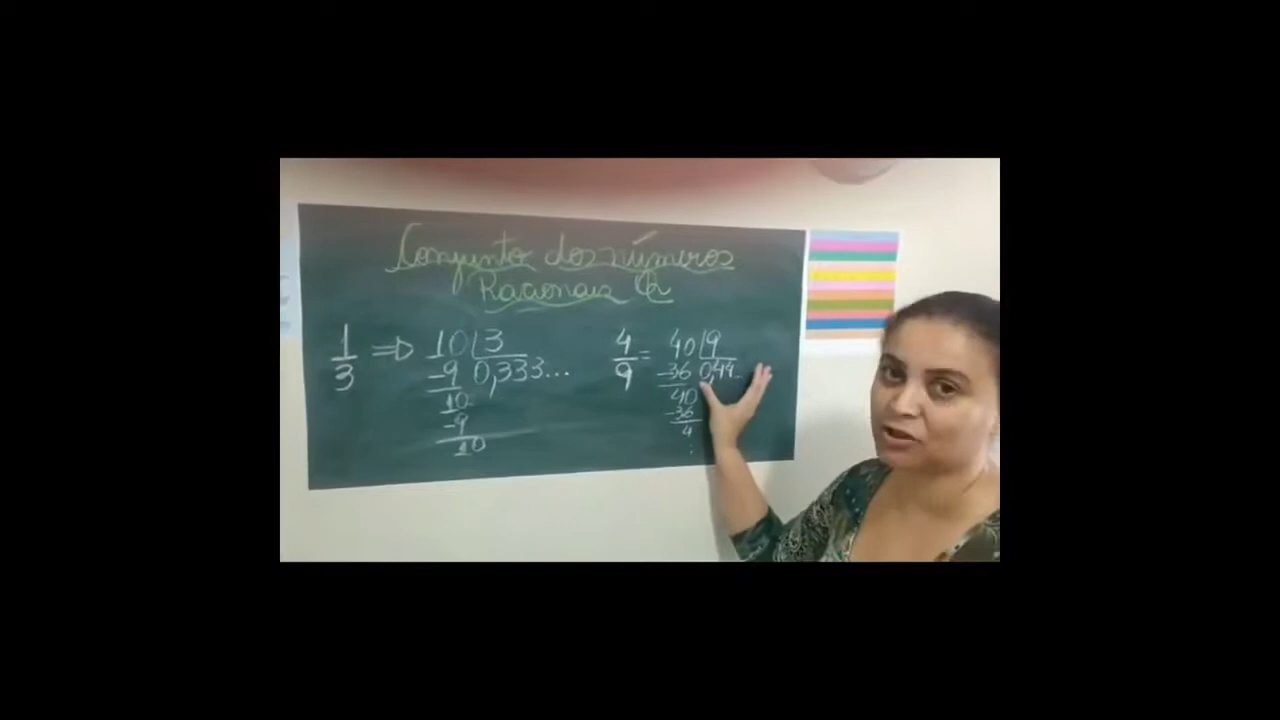 Conjunto dos números
Racionais Q
1/3 ⇒ 10 | 3
-9 0,333...
10
-9
10
4/9 = 40 | 9
-36 0,44...
40
-36
4
: